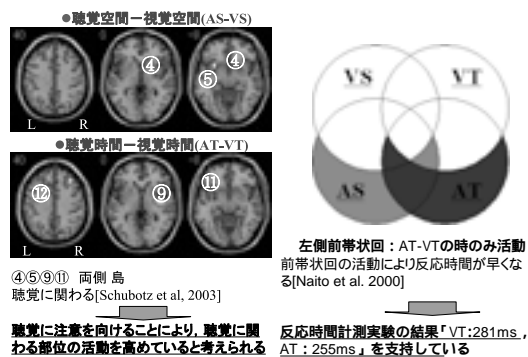 ●聴覚空間－視覚空間(AS-VS)
④
④
⑤
L R
●聴覚時間－視覚時間(AT-VT)
⑫
⑨
⑪
L R
④⑤⑨⑪ 両側 島
聴覚に関わる[Schubotz et al, 2003]
聴覚に注意を向けることにより，聴覚に関
わる部位の活動を高めていると考えられる
VS VT
AS AT
左側前帯状回：AT-VTの時のみ活動
前帯状回の活動により反応時間が早くな
る[Naito et al. 2000]
反応時間計測実験の結果「VT:281ms ,
AT : 255ms」を支持している